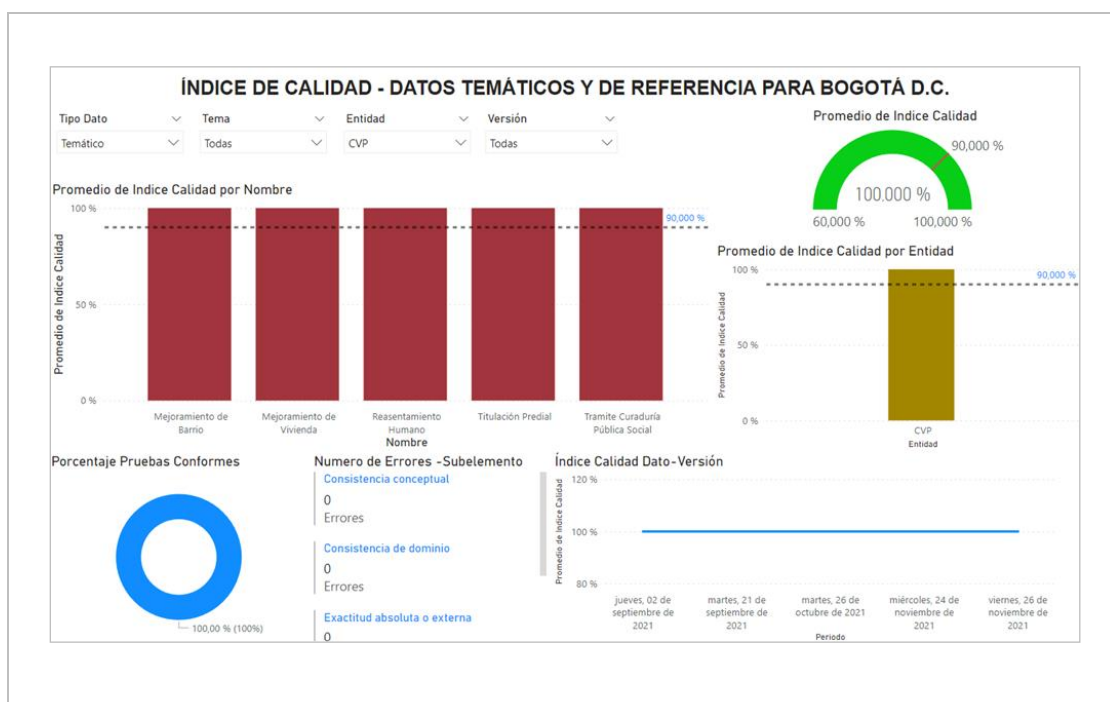 ÍNDICE DE CALIDAD - DATOS TEMÁTICOS Y DE REFERENCIA PARA BOGOTÁ D.C.
Tipo Dato
Tema
Entidad
Versión
Temático
Todas
CVP
Todas
Promedio de Indice Calidad
90,000 %
100.000 %
60,000 %
100,000 %
Promedio de Indice Calidad por Nombre
Promedio de Indice Calidad
100 %
50 %
0 %
90,000 %
Mejoramiento de
Barrio
Mejoramiento de
Vivienda
Reasentamiento
Humano
Titulación Predial
Tramite Curaduría
Pública Social
Nombre
Promedio de Indice Calidad por Entidad
Promedio de Indice Calidad
100 %
50 %
0 %
90,000 %
CVP
Entidad
Porcentaje Pruebas Conformes
100,00 % (100%)
Numero de Errores -Subelemento
Consistencia conceptual
0
Errores
Consistencia de dominio
0
Errores
Exactitud absoluta o externa
0
Índice Calidad Dato-Versión
Promedio de Indice Calidad
120 %
100 %
80 %
jueves, 02 de
septiembre de
2021
martes, 21 de
septiembre de
2021
martes, 26 de
octubre de 2021
miércoles, 24 de
noviembre de
2021
viernes, 26 de
noviembre de
2021
Periodo